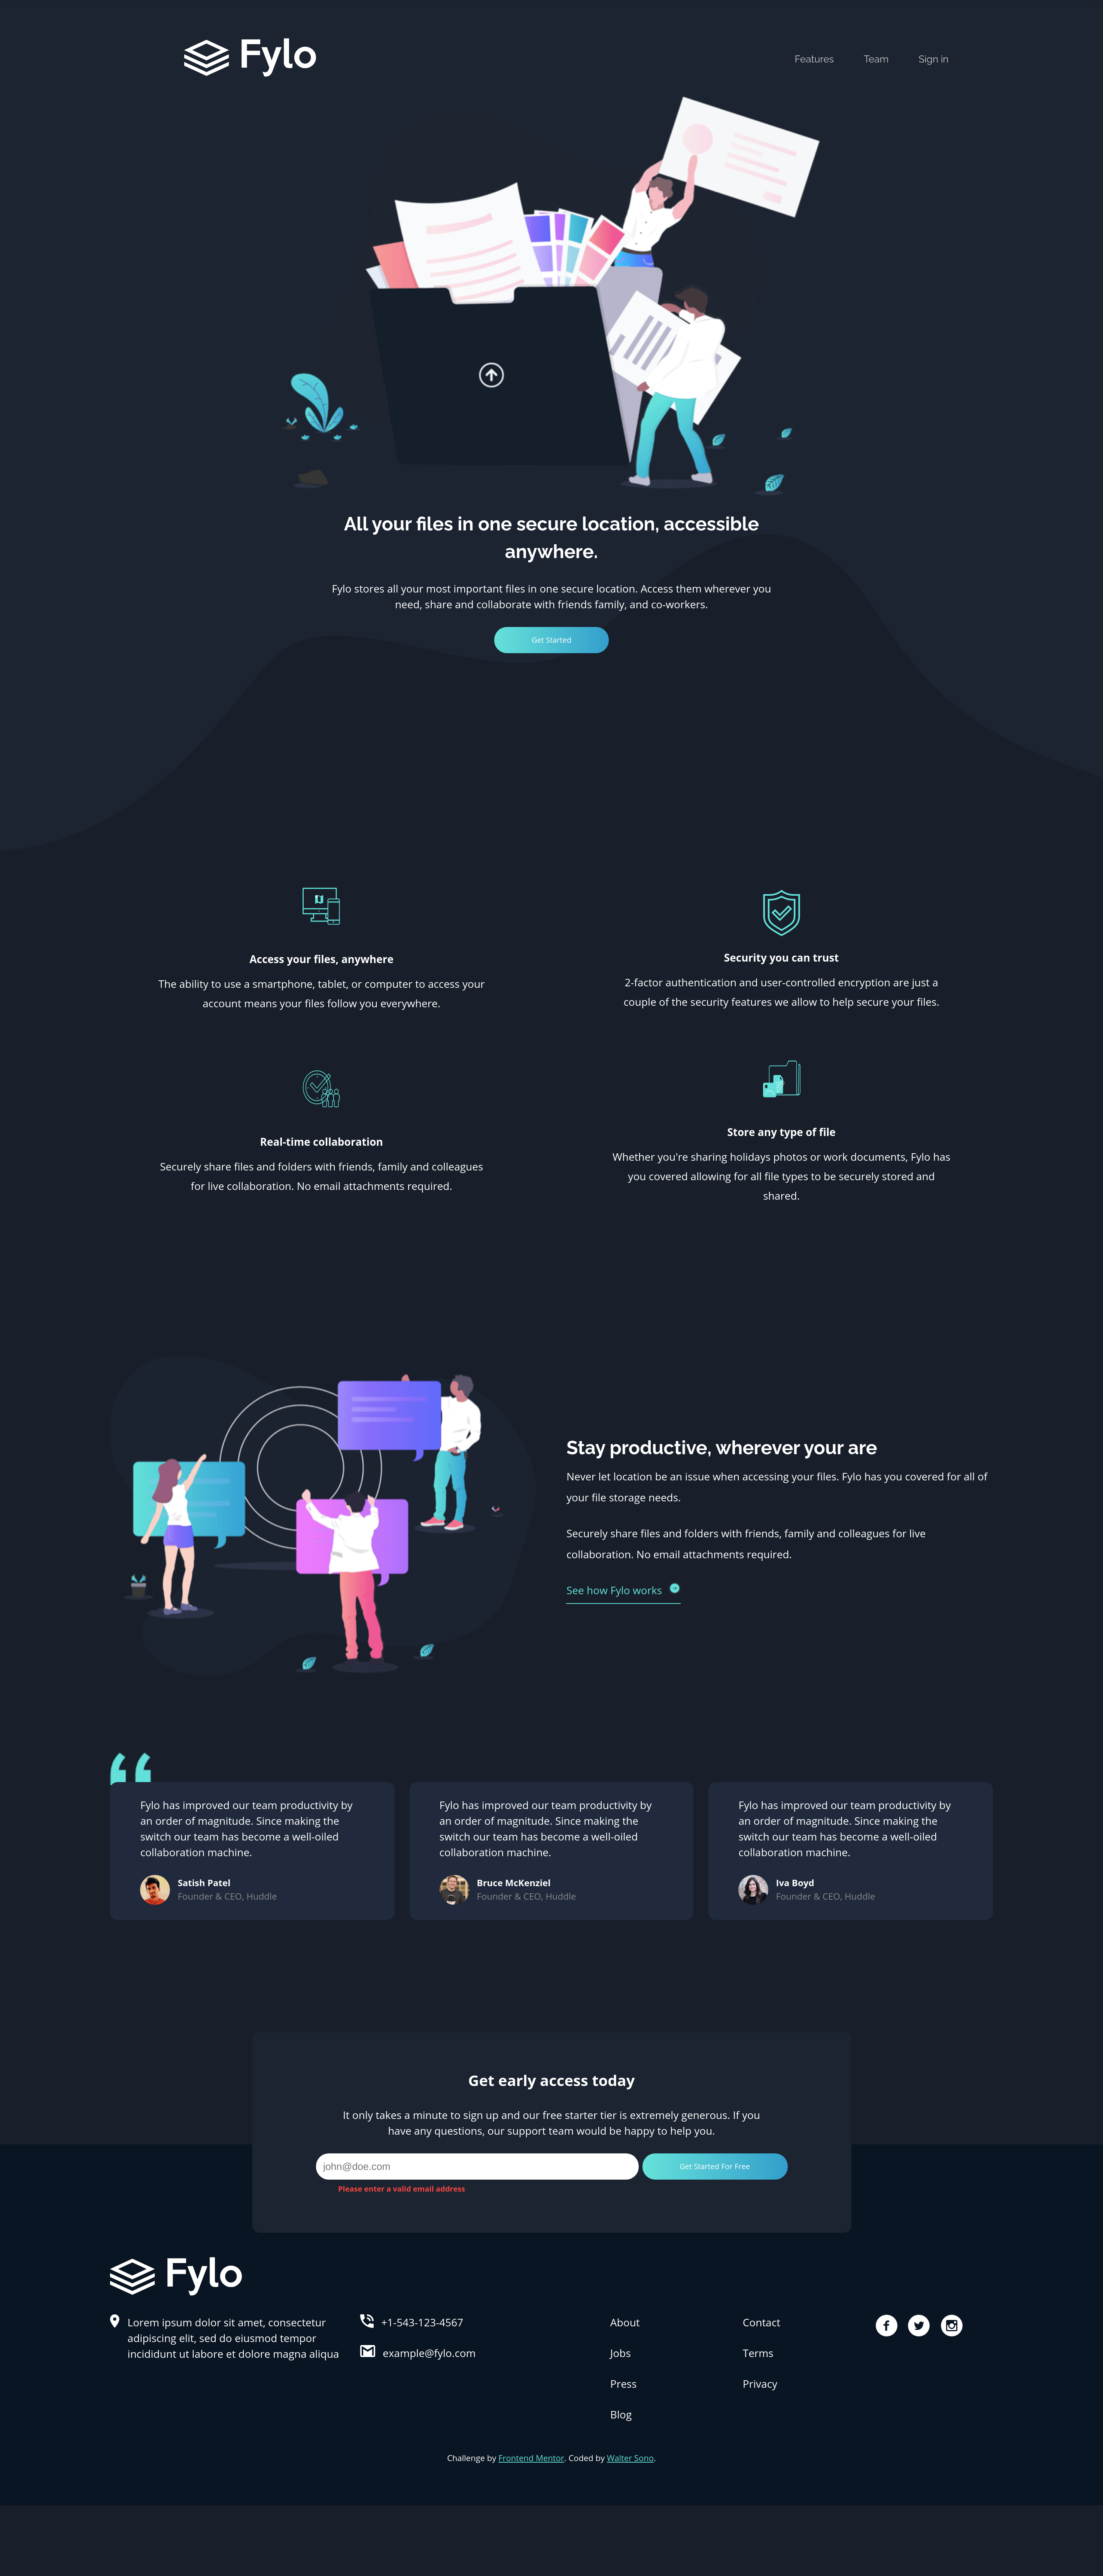 Fylo
Features
Team
Sign in
All your files in one secure location, accessible
anywhere.
Fylo stores all your most important files in one secure location. Access them wherever you
need, share and collaborate with friends family, and co-workers.
Get Started
Access your files, anywhere
The ability to use a smartphone, tablet, or computer to access your
account means your files follow you everywhere.
Security you can trust
2-factor authentication and user-controlled encryption are just a
couple of the security features we allow to help secure your files.
Real-time collaboration
Securely share files and folders with friends, family and colleagues
for live collaboration. No email attachments required.
Store any type of file
Whether you're sharing holidays photos or work documents, Fylo has
you covered allowing for all file types to be securely stored and
shared.
Stay productive, wherever your are
Never let location be an issue when accessing your files. Fylo has you covered for all of
your file storage needs.
Securely share files and folders with friends, family and colleagues for live
collaboration. No email attachments required.
See how Fylo works
Fylo has improved our team productivity by
an order of magnitude. Since making the
switch our team has become a well-oiled
collaboration machine.
Satish Patel
Founder & CEO, Huddle
Fylo has improved our team productivity by
an order of magnitude. Since making the
switch our team has become a well-oiled
collaboration machine.
Bruce McKenziel
Founder & CEO, Huddle
Fylo has improved our team productivity by
an order of magnitude. Since making the
switch our team has become a well-oiled
collaboration machine.
Iva Boyd
Founder & CEO, Huddle
Get early access today
It only takes a minute to sign up and our free starter tier is extremely generous. If you
have any questions, our support team would be happy to help you.
john@doe.com
Get Started For Free
Please enter a valid email address
Fylo
Lorem ipsum dolor sit amet, consectetur
adipiscing elit, sed do eiusmod tempor
incididunt ut labore et dolore magna aliqua
+1-543-123-4567
example@fylo.com
About
Jobs
Press
Blog
Contact
Terms
Privacy
Challenge by Frontend Mentor. Coded by Walter Sono.